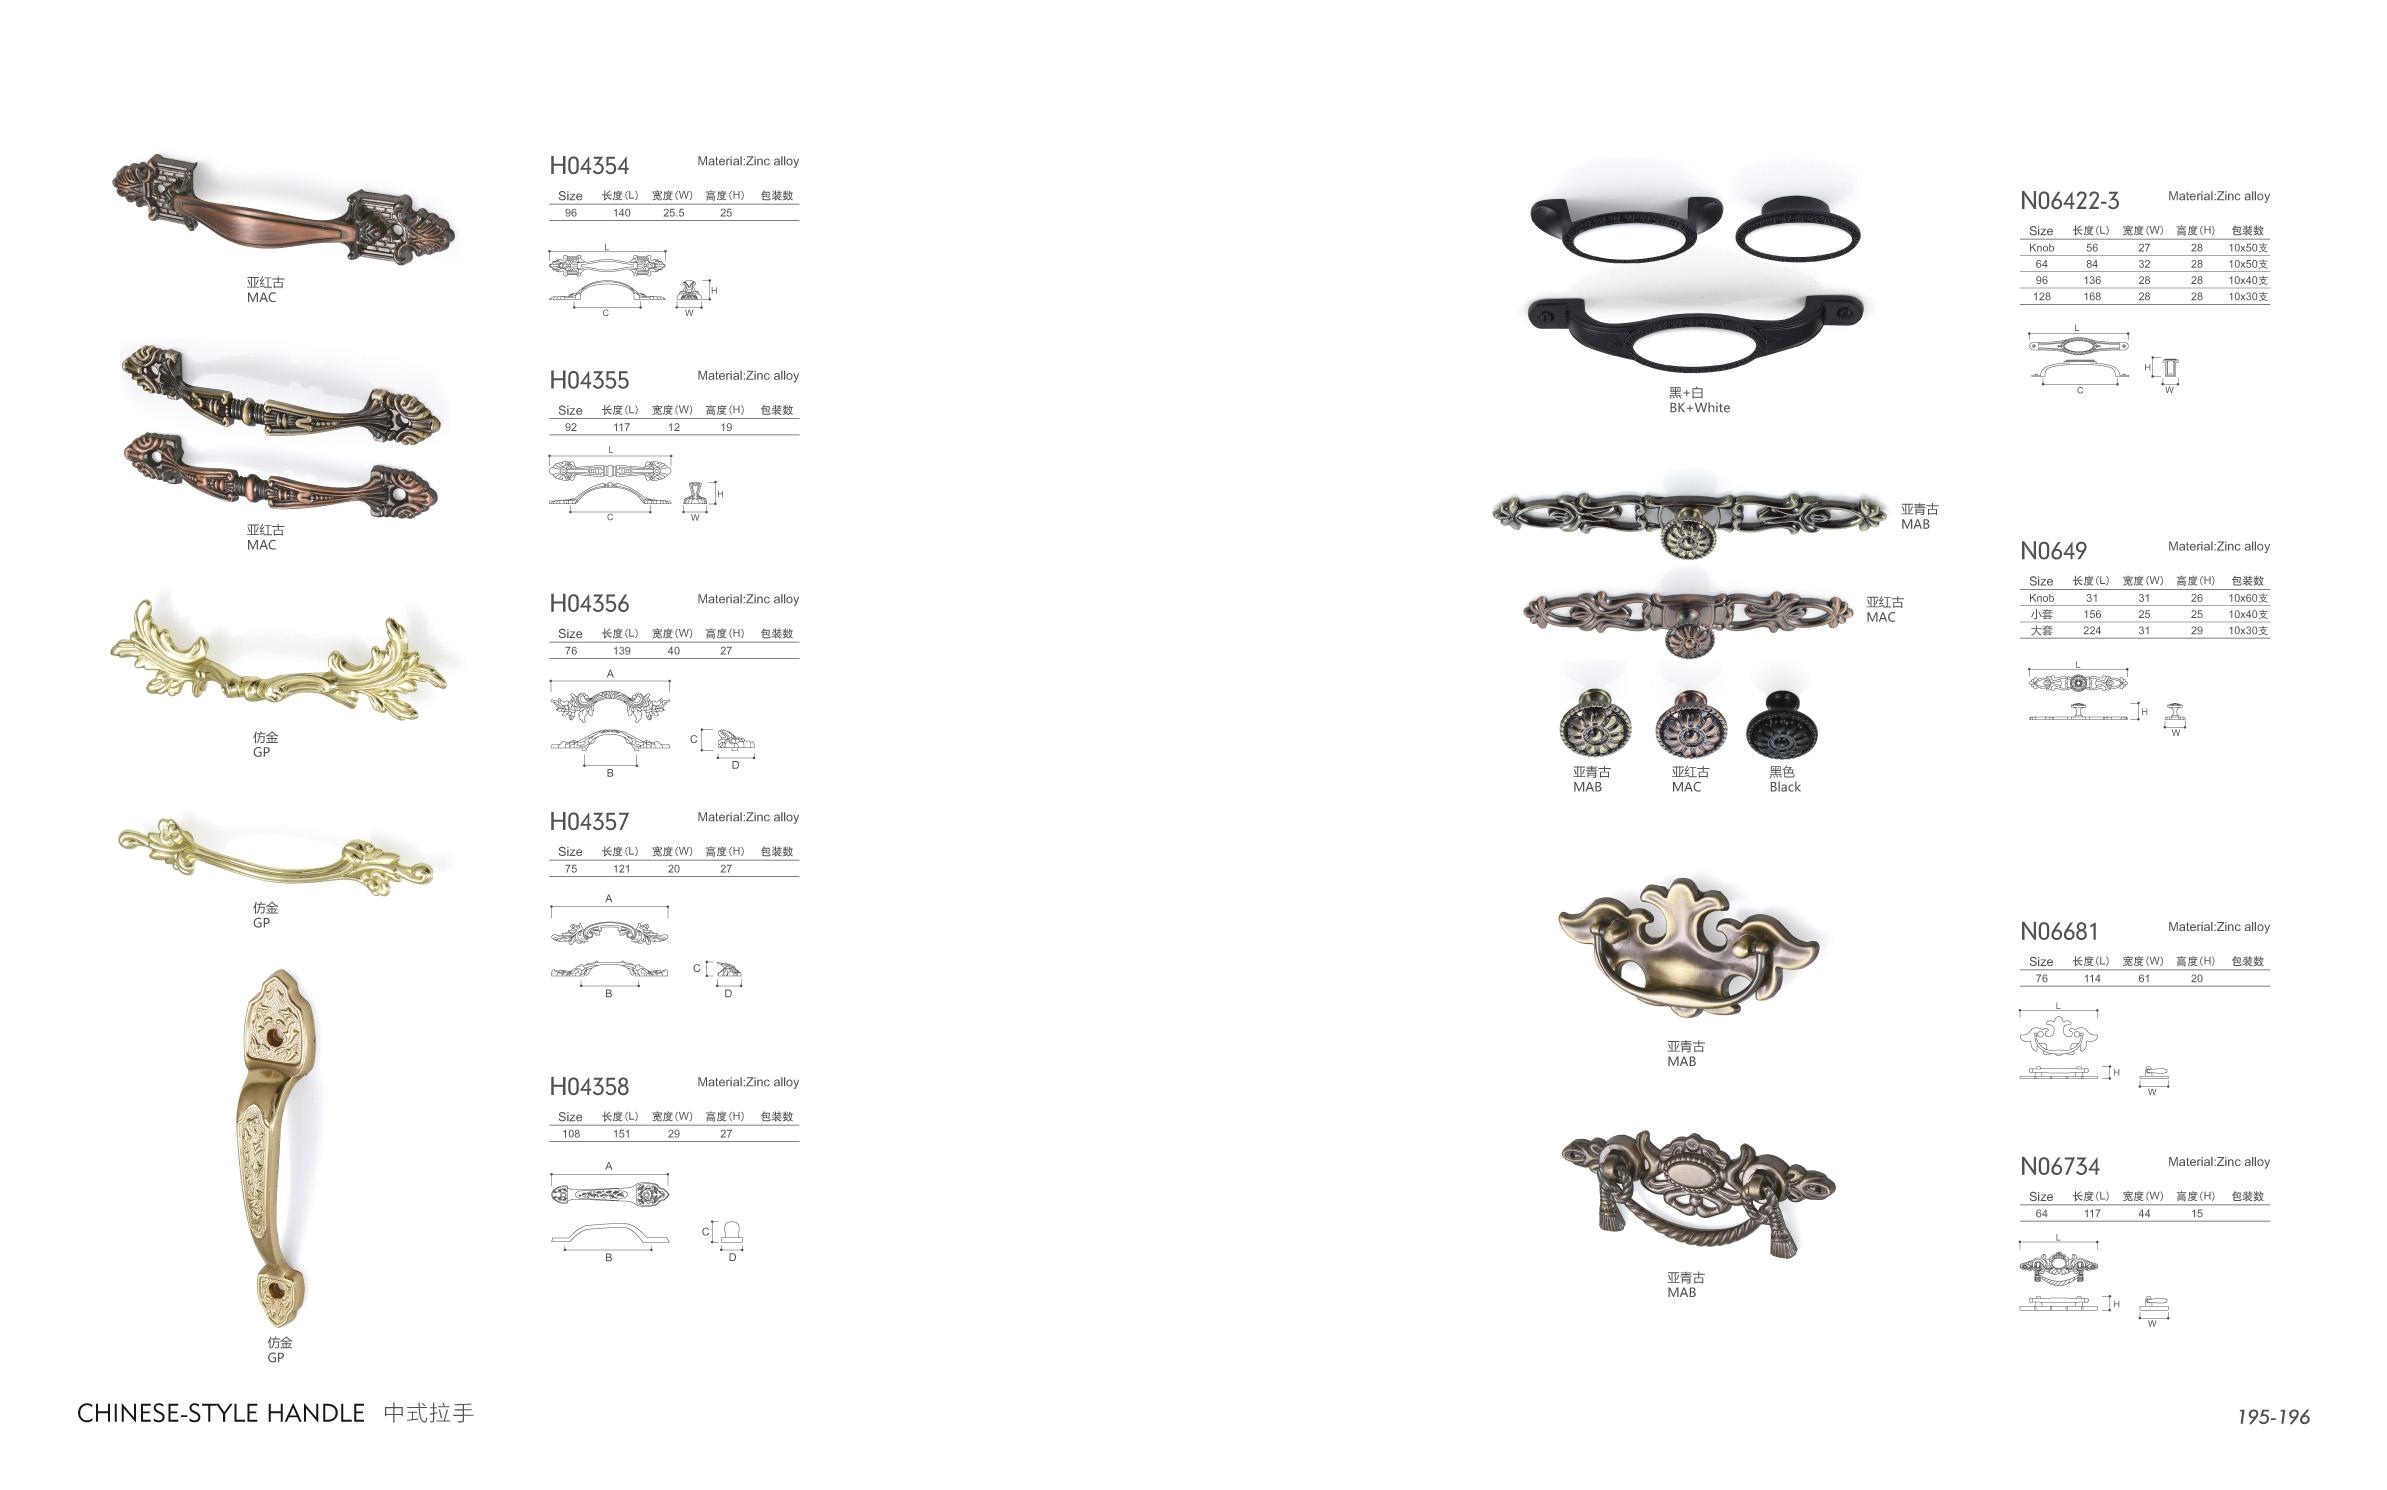 H04354 Material:Zinc alloy
Size 长度(L) 宽度(W) 高度(H) 包装数
96 140 25.5 25
L
H
C W
亚红古
MAC
H04355 Material:Zinc alloy
Size 长度(L) 宽度(W) 高度(H) 包装数
92 117 12 19
L
H
C W
亚红古
MAC
H04356 Material:Zinc alloy
Size 长度(L) 宽度(W) 高度(H) 包装数
76 139 40 27
A
C
D
B
仿金
GP
H04357 Material:Zinc alloy
Size 长度(L) 宽度(W) 高度(H) 包装数
75 121 20 27
A
C
B D
仿金
GP
H04358 Material:Zinc alloy
Size 长度(L) 宽度(W) 高度(H) 包装数
108 151 29 27
A
C
B D
仿金
GP
CHINESE-STYLE HANDLE 中式拉手
N06422-3 Material:Zinc alloy
Size 长度(L) 宽度(W) 高度(H) 包装数
Knob 56 27 28 10x50支
64 84 32 28 10x50支
96 136 28 28 10x40支
128 168 28 28 10x30支
L
H
C W
黑+白
BK+White
亚青古
MAB
亚红古
MAC
N0649 Material:Zinc alloy
Size 长度(L) 宽度(W) 高度(H) 包装数
Knob 31 31 26 10x60支
小套 156 25 25 10x40支
大套 224 31 29 10x30支
L
H
W
亚青古 亚红古 黑色
MAB MAC Black
N06681 Material:Zinc alloy
Size 长度(L) 宽度(W) 高度(H) 包装数
76 114 61 20
L
H
W
亚青古
MAB
N06734 Material:Zinc alloy
Size 长度(L) 宽度(W) 高度(H) 包装数
64 117 44 15
L
H
W
亚青古
MAB
195-196